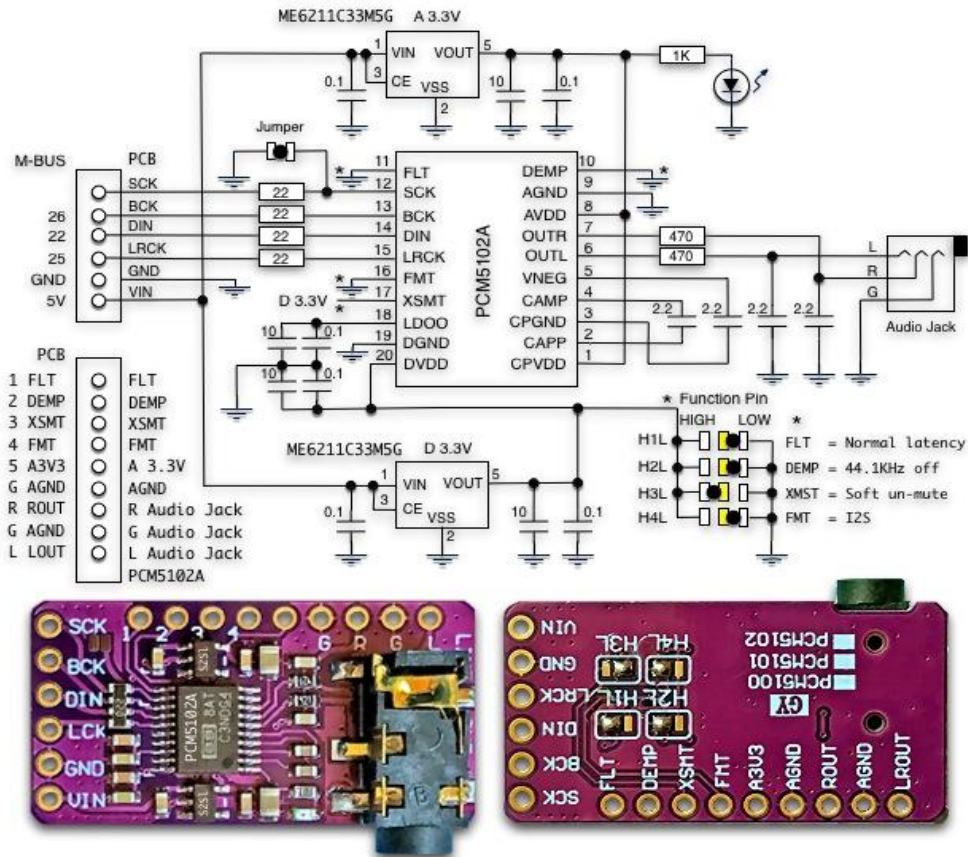 ME6211C33M5G A 3.3V
1 VIN VOUT 5
3 CE
VSS
2
0.1
10
0.1
1K
Jumper
M-BUS
PCB
SCK
26 BCK
22 DIN
25 LRCK
GND GND
5V VIN
22
22
22
22
*
11 FLT
12 SCK
13 BCK
14 DIN
15 LRCK
16 FMT
17 XSMT
18 LDOO
19 DGND
20 DVDD
*
*
PCM5102A
DEMP 10
AGND 9
AVDD 8
OUTR 7
OUTL 6
VNEG 5
CAMP 4
CPGND 3
CAPP 2
CPVDD 1
*
470
470
2.2
2.2
2.2
2.2
L
R
G
Audio Jack
D 3.3V
10
0.1
10
0.1
PCB
1 FLT FLT
2 DEMP DEMP
3 XSMT XSMT
4 FMT FMT
5 A3V3 A 3.3V
G AGND AGND
R ROUT R Audio Jack
G AGND G Audio Jack
L LOUT L Audio Jack
PCM5102A
ME6211C33M5G D 3.3V
1 VIN VOUT 5
3 CE
VSS
2
0.1
10
0.1
* Function Pin
HIGH LOW *
H1L FLT = Normal latency
H2L DEMP = 44.1KHz off
H3L XMST = Soft un-mute
H4L FMT = I2S
SCK
BCK
DIN
LCK
GND
VIN
1 2 3 4 G R G L
S2SI
PCM5102A
8AT
C3N0G4
S2SI
B
VIN
GND
LRCK
DIN
BCK
SCK
H3L H4L
H1L H2L
PCM5102
PCM5101
PCM5100
GY
FLT
DEMP
XSMT
FMT
A3V3
AGND
ROUT
AGND
LROUT